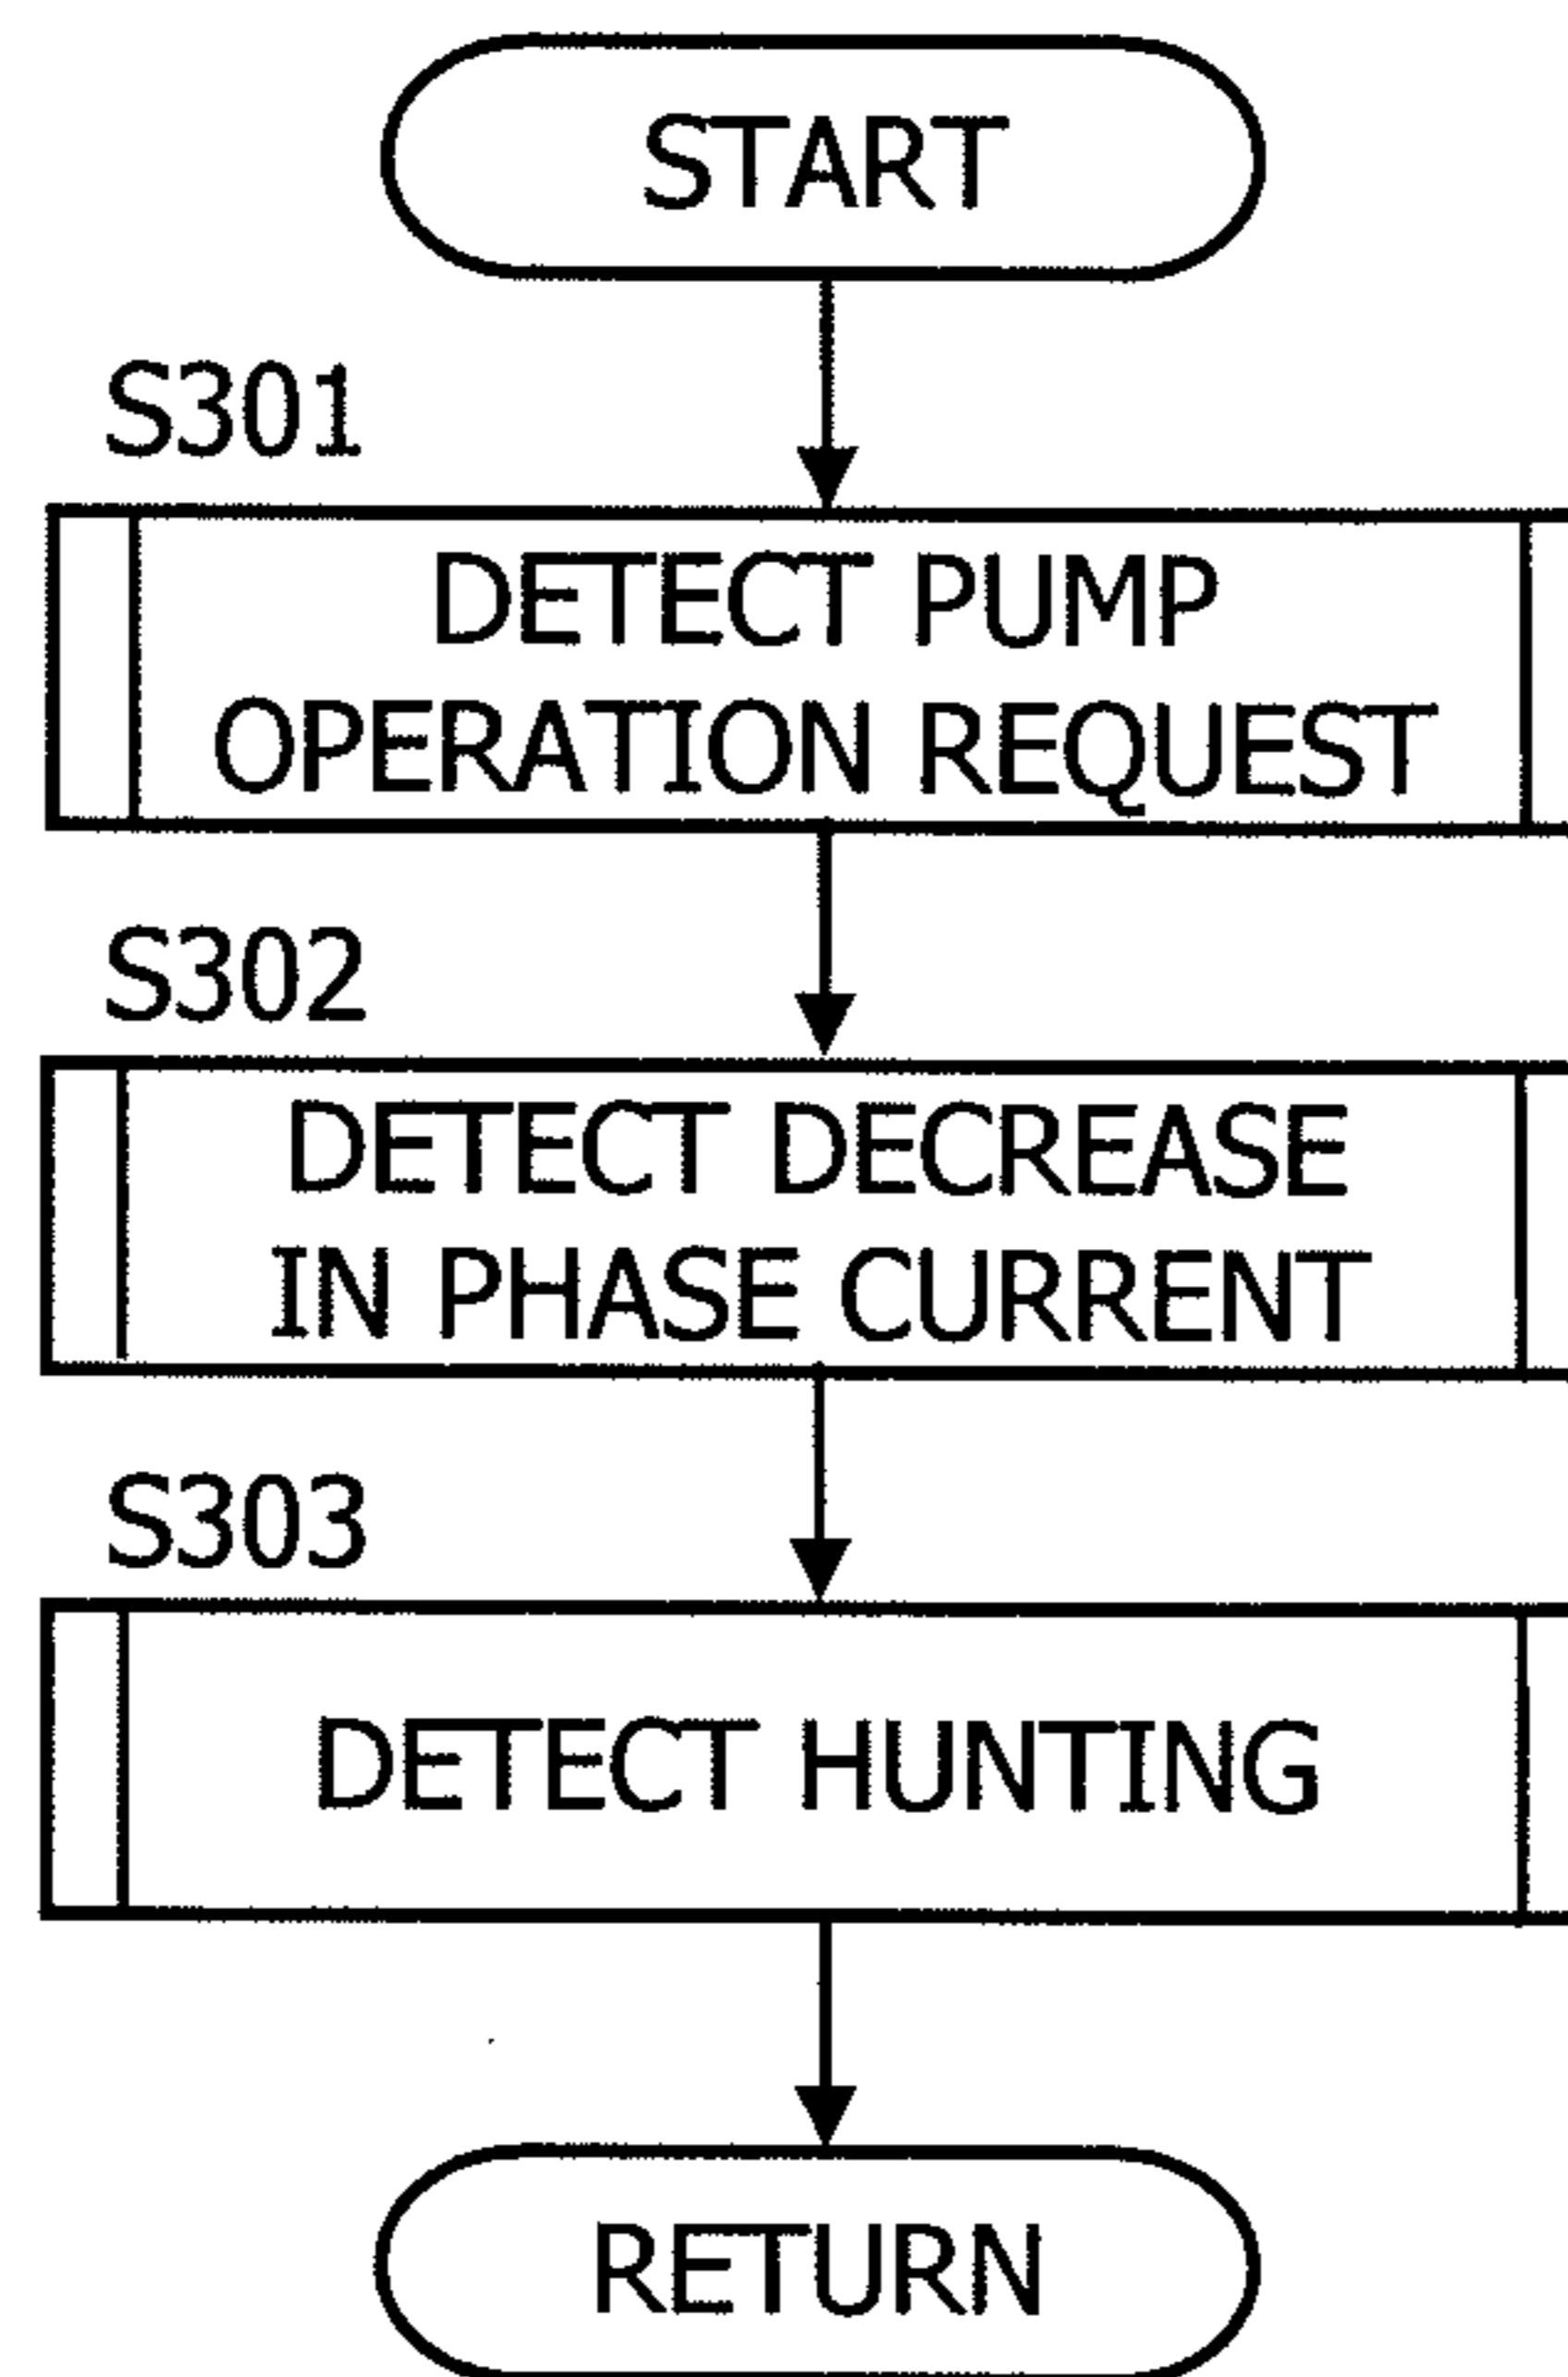 START
S301
DETECT PUMP
OPERATION REQUEST
S302
DETECT DECREASE
IN PHASE CURRENT
S303
DETECT HUNTING
RETURN